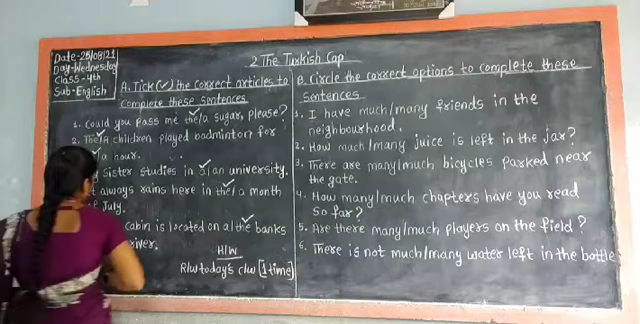 Date-25/08/21
Day-Wednesday
Class-4th
Sub-English
2 The Turkish Cap
A. Tick (✓) the correct articles to
complete these sentences
1. Could you pass me the/a sugar, please?
2. The/A children played badminton for
/a hour.
Sister studies in a/an university.
always rains here in the/a month
July.
Cabin is located on a/the banks
river.
H/W
R/w today's c/w [1 time]
B. Circle the correct options to complete these
sentences
1. I have much/many friends in the
neighbourhood.
2. How much/many juice is left in the jar?
3. There are many/much bicycles parked near
the gate.
4. How many/much chapters have you read
so far?
5. Are there many/much players on the field?
6. There is not much/many water left in the bottle